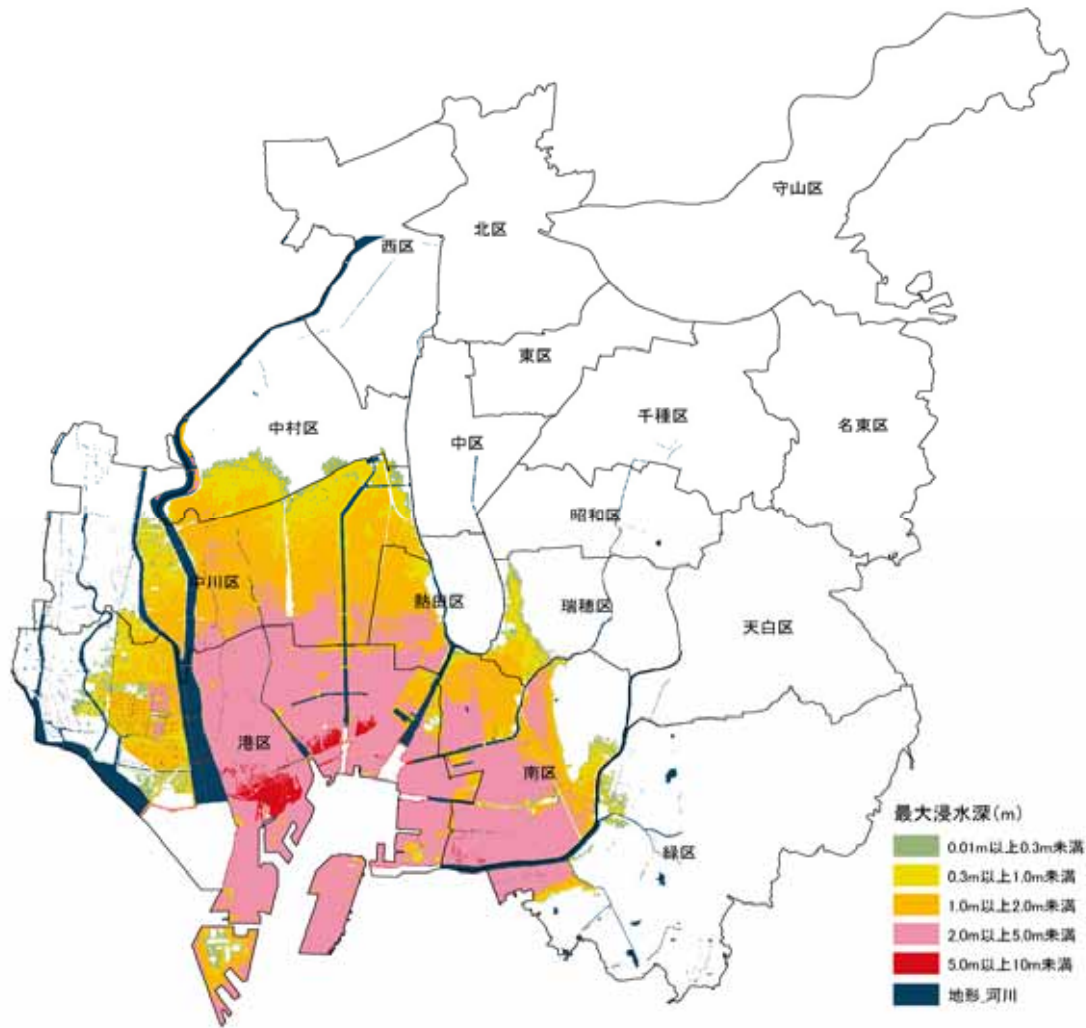 守山区
北区
西区
東区
千種区
名東区
中村区
中区
昭和区
中川区
熱田区
瑞穂区
天白区
港区
南区
緑区
最大浸水深(m)
0.01m以上0.3m未満
0.3m以上1.0m未満
1.0m以上2.0m未満
2.0m以上5.0m未満
5.0m以上10m未満
地形_河川